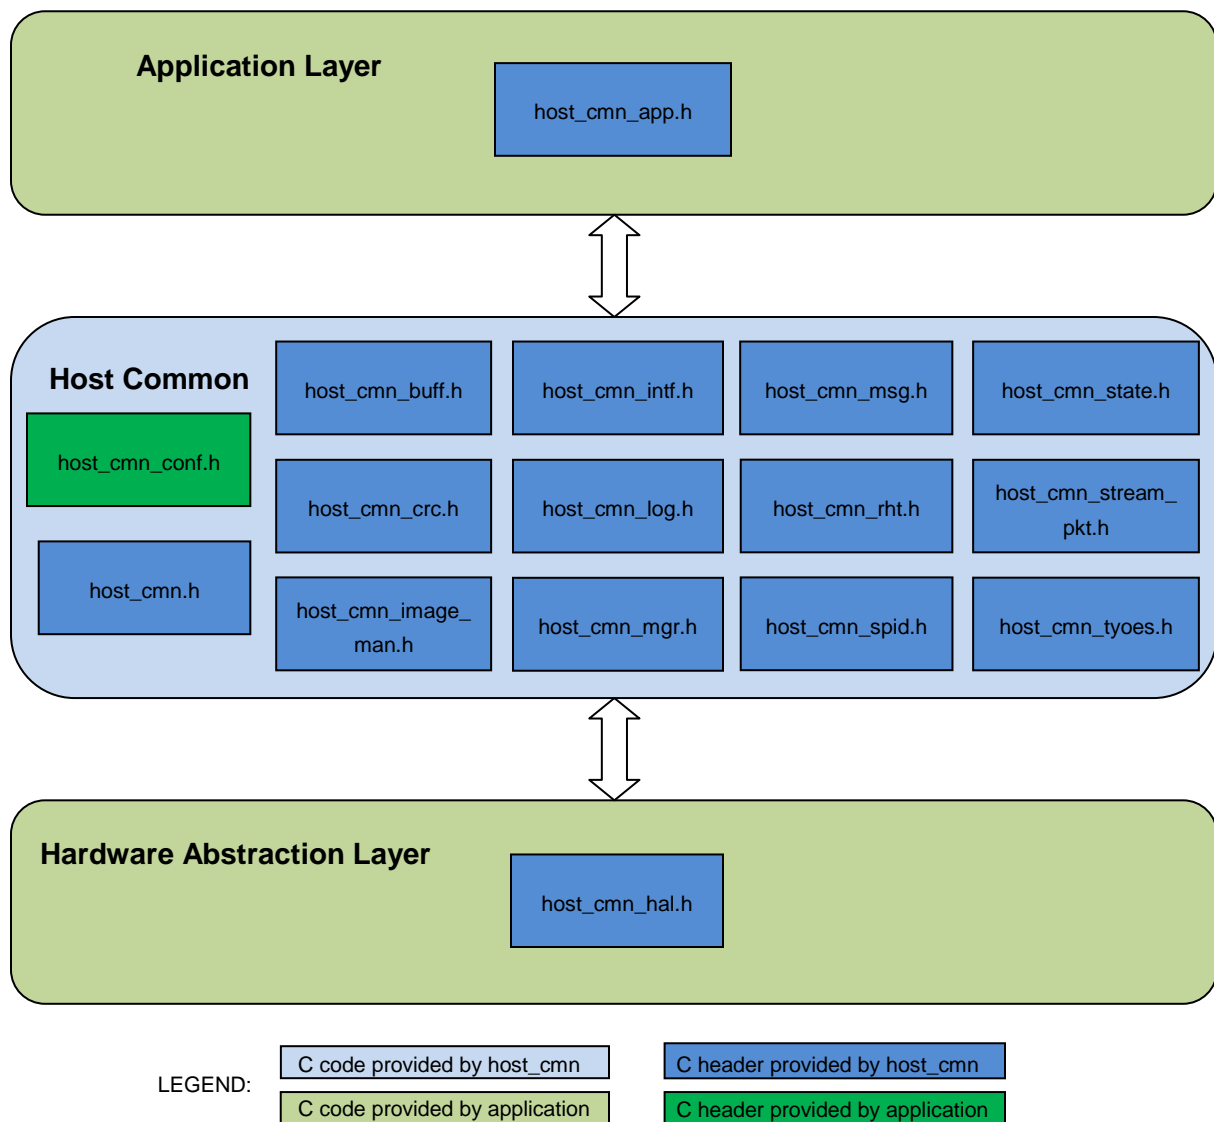 Application Layer
host_cmn_app.h
Host Common
host_cmn_conf.h
host_cmn.h
host_cmn_buff.h
host_cmn_intf.h
host_cmn_msg.h
host_cmn_state.h
host_cmn_crc.h
host_cmn_log.h
host_cmn_rht.h
host_cmn_stream_
pkt.h
host_cmn_image_
man.h
host_cmn_mgr.h
host_cmn_spid.h
host_cmn_tyoes.h
Hardware Abstraction Layer
host_cmn_hal.h
LEGEND:
C code provided by host_cmn
C header provided by host_cmn
C code provided by application
C header provided by application